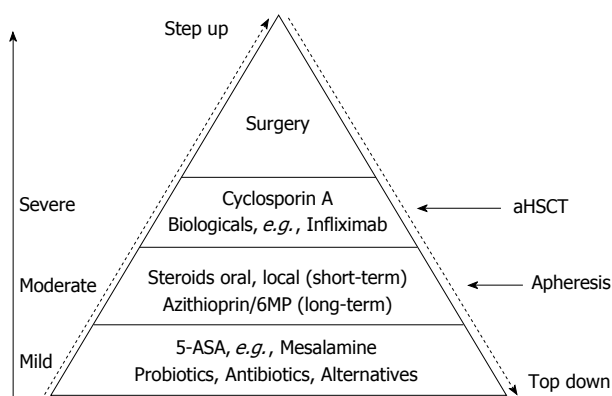 Step up
Surgery
Severe
Cyclosporin A
Biologicals, e.g., Infliximab
aHSCT
Moderate
Steroids oral, local (short-term)
Azithioprin/6MP (long-term)
Apheresis
Mild
5-ASA, e.g., Mesalamine
Probiotics, Antibiotics, Alternatives
Top down